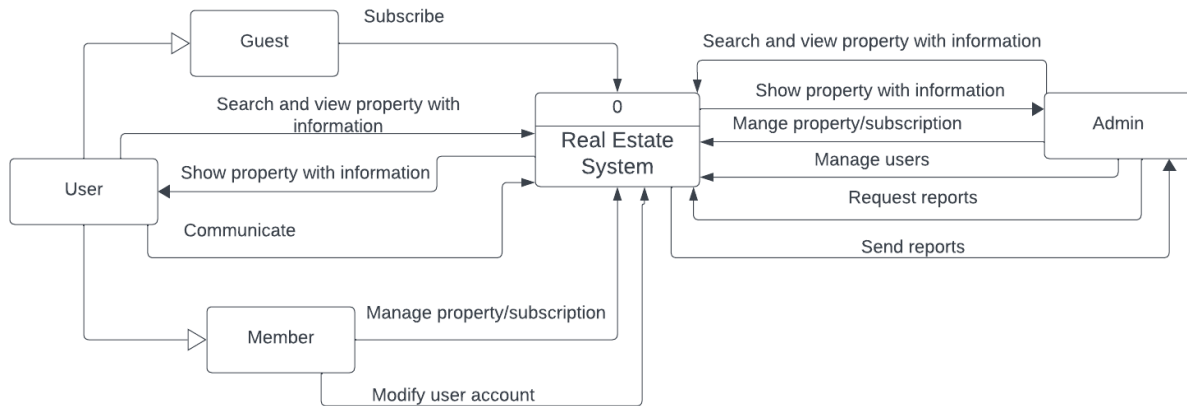 Subscribe
Guest
Search and view property with information
Search and view property with
information
Show property with information
0
Real Estate
System
Mange property/subscription
Admin
User
Show property with information
Manage users
Communicate
Request reports
Send reports
Member
Manage property/subscription
Modify user account